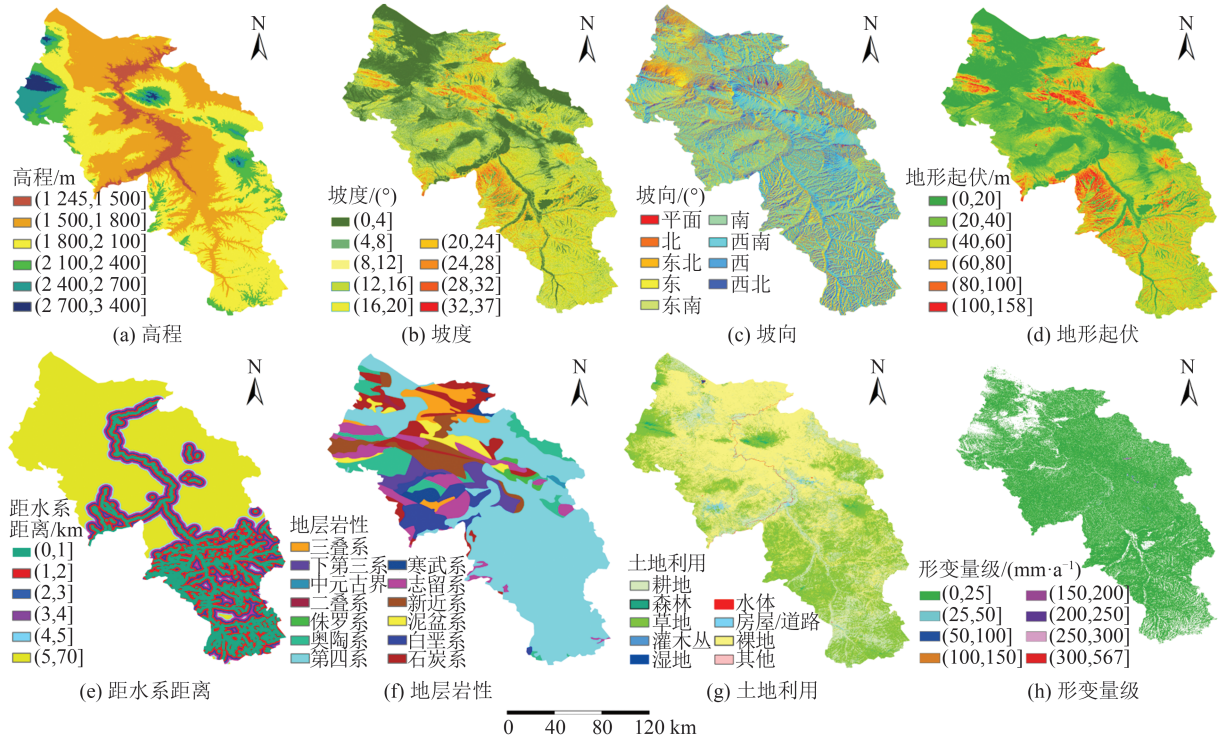 N
高程/m
(1 245,1 500]
(1 500,1 800]
(1 800,2 100]
(2 100,2 400]
(2 400,2 700]
(2 700,3 400]
(a) 高程
N
坡度/(°)
(0,4]
(4,8]
(8,12]
(12,16]
(16,20]
(20,24]
(24,28]
(28,32]
(32,37]
(b) 坡度
N
坡向/(°)
平面
北
东北
东
东南
南
西南
西
西北
(c) 坡向
N
地形起伏/m
(0,20]
(20,40]
(40,60]
(60,80]
(80,100]
(100,158]
(d) 地形起伏
N
距水系
距离/km
(0,1]
(1,2]
(2,3]
(3,4]
(4,5]
(5,70]
(e) 距水系距离
N
地层岩性
三叠系
下第三系
中元古界
二叠系
侏罗系
奥陶系
第四系
寒武系
志留系
新近系
泥盆系
白垩系
石炭系
(f) 地层岩性
N
土地利用
耕地
森林
草地
灌木丛
湿地
水体
房屋/道路
裸地
其他
(g) 土地利用
N
形变量级/(mm·a⁻¹)
(0,25]
(25,50]
(50,100]
(100,150]
(150,200]
(200,250]
(250,300]
(300,567]
(h) 形变量级
0 40 80 120 km